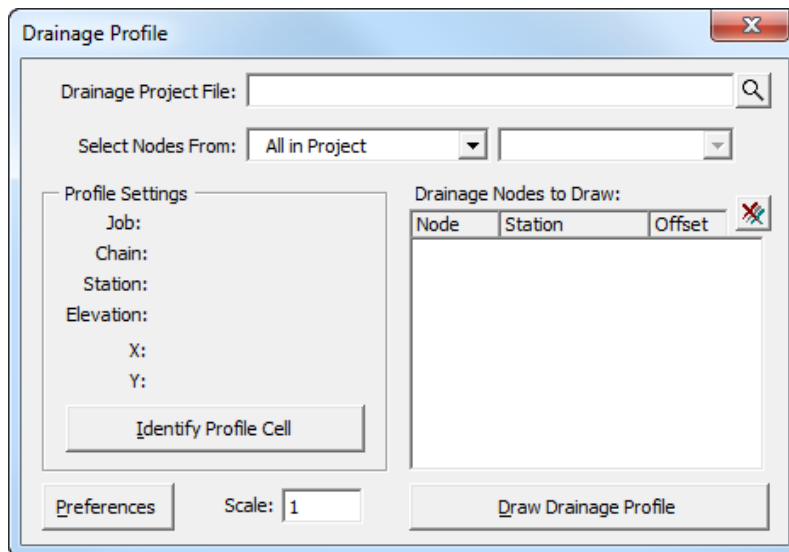 Drainage Profile
Drainage Project File:
Select Nodes From: All in Project
Profile Settings
Job:
Chain:
Station:
Elevation:
X:
Y:
Identify Profile Cell
Drainage Nodes to Draw:
Node Station Offset
Preferences Scale: 1 Draw Drainage Profile